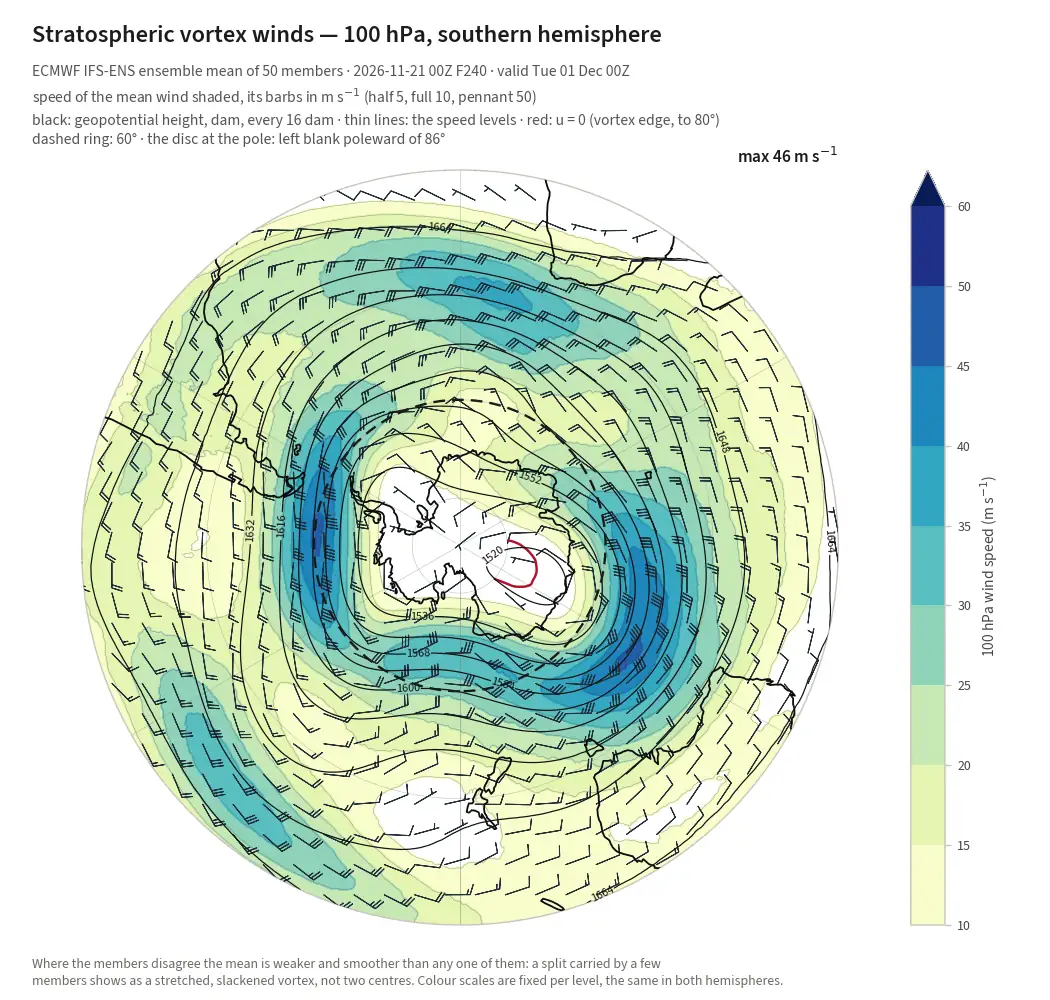 Stratospheric vortex winds — 100 hPa, southern hemisphere
ECMWF IFS-ENS ensemble mean of 50 members · 2026-11-21 00Z F240 · valid Tue 01 Dec 00Z
speed of the mean wind shaded, its barbs in m s⁻¹ (half 5, full 10, pennant 50)
black: geopotential height, dam, every 16 dam · thin lines: the speed levels · red: u = 0 (vortex edge, to 80°)
dashed ring: 60° · the disc at the pole: left blank poleward of 86°
max 46 m s⁻¹
1664
1648
1552
1632
1616
1664
1520
1536
1568
1600
1664
60
50
45
40
35
30
25
20
15
10
100 hPa wind speed (m s⁻¹)
Where the members disagree the mean is weaker and smoother than any one of them: a split carried by a few
members shows as a stretched, slackened vortex, not two centres. Colour scales are fixed per level, the same in both hemispheres.